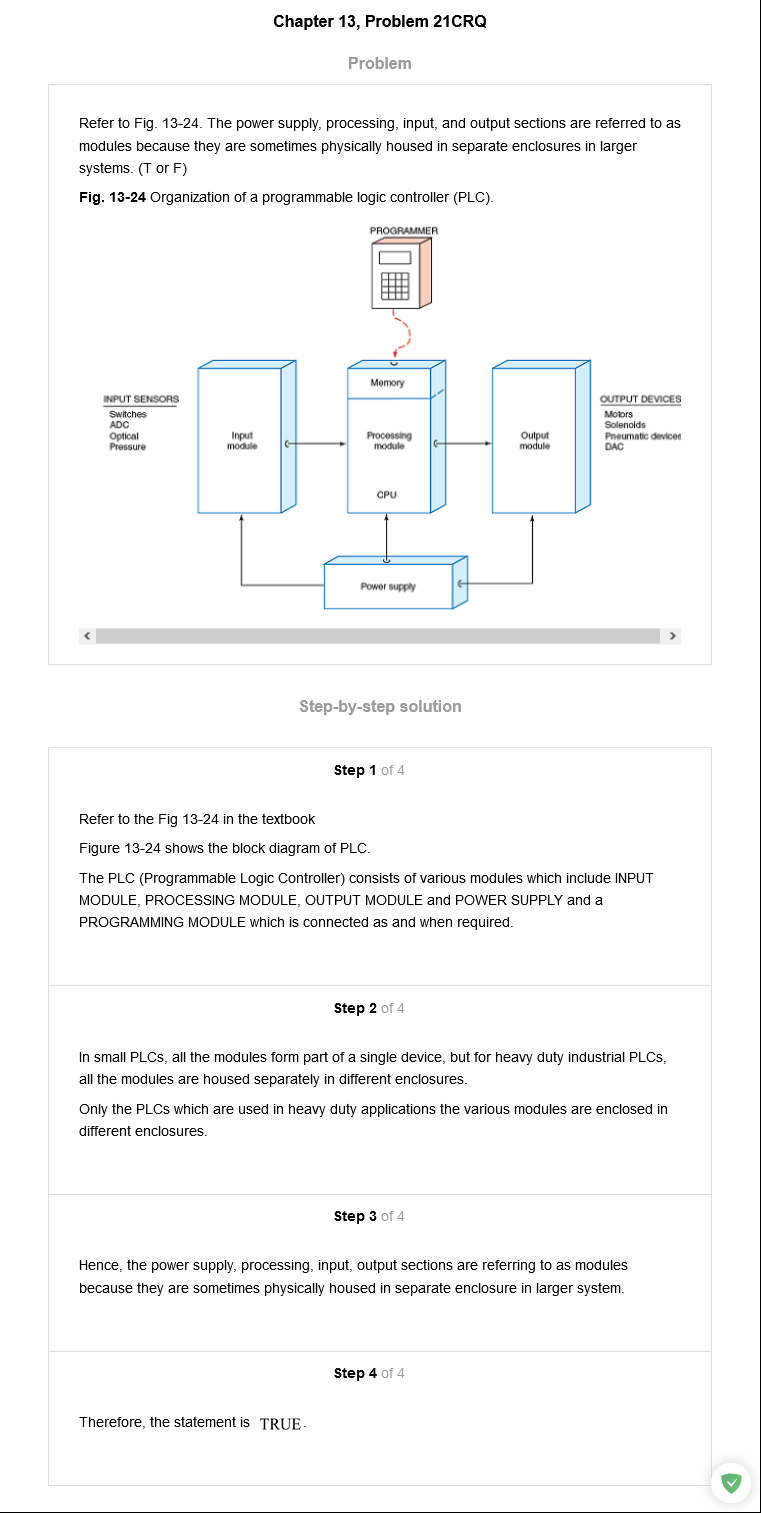 Chapter 13, Problem 21CRQ
Problem
Refer to Fig. 13-24. The power supply, processing, input, and output sections are referred to as
modules because they are sometimes physically housed in separate enclosures in larger
systems. (T or F)
Fig. 13-24 Organization of a programmable logic controller (PLC).
PROGRAMMER
Memory
INPUT SENSORS
Switches
ADC
Optical
Pressure
Input
module
Processing
module
CPU
Output
module
OUTPUT DEVICES
Motors
Solenoids
Pneumatic devices
DAC
Power supply
Step-by-step solution
Step 1 of 4
Refer to the Fig 13-24 in the textbook
Figure 13-24 shows the block diagram of PLC.
The PLC (Programmable Logic Controller) consists of various modules which include INPUT
MODULE, PROCESSING MODULE, OUTPUT MODULE and POWER SUPPLY and a
PROGRAMMING MODULE which is connected as and when required.
Step 2 of 4
In small PLCs, all the modules form part of a single device, but for heavy duty industrial PLCs,
all the modules are housed separately in different enclosures.
Only the PLCs which are used in heavy duty applications the various modules are enclosed in
different enclosures.
Step 3 of 4
Hence, the power supply, processing, input, output sections are referring to as modules
because they are sometimes physically housed in separate enclosure in larger system.
Step 4 of 4
Therefore, the statement is TRUE.